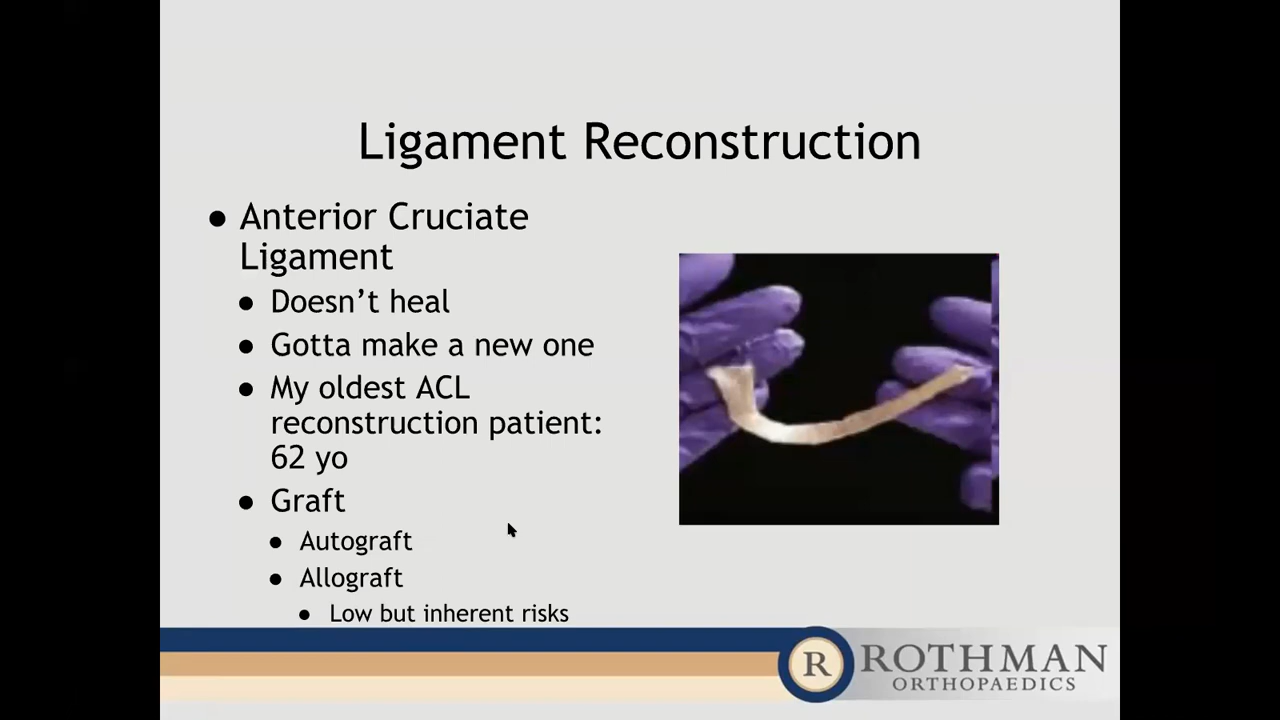 Ligament Reconstruction
● Anterior Cruciate
Ligament
● Doesn't heal
● Gotta make a new one
● My oldest ACL
reconstruction patient:
62 yo
● Graft
● Autograft
● Allograft
● Low but inherent risks
R ROTHMAN
ORTHOPAEDICS